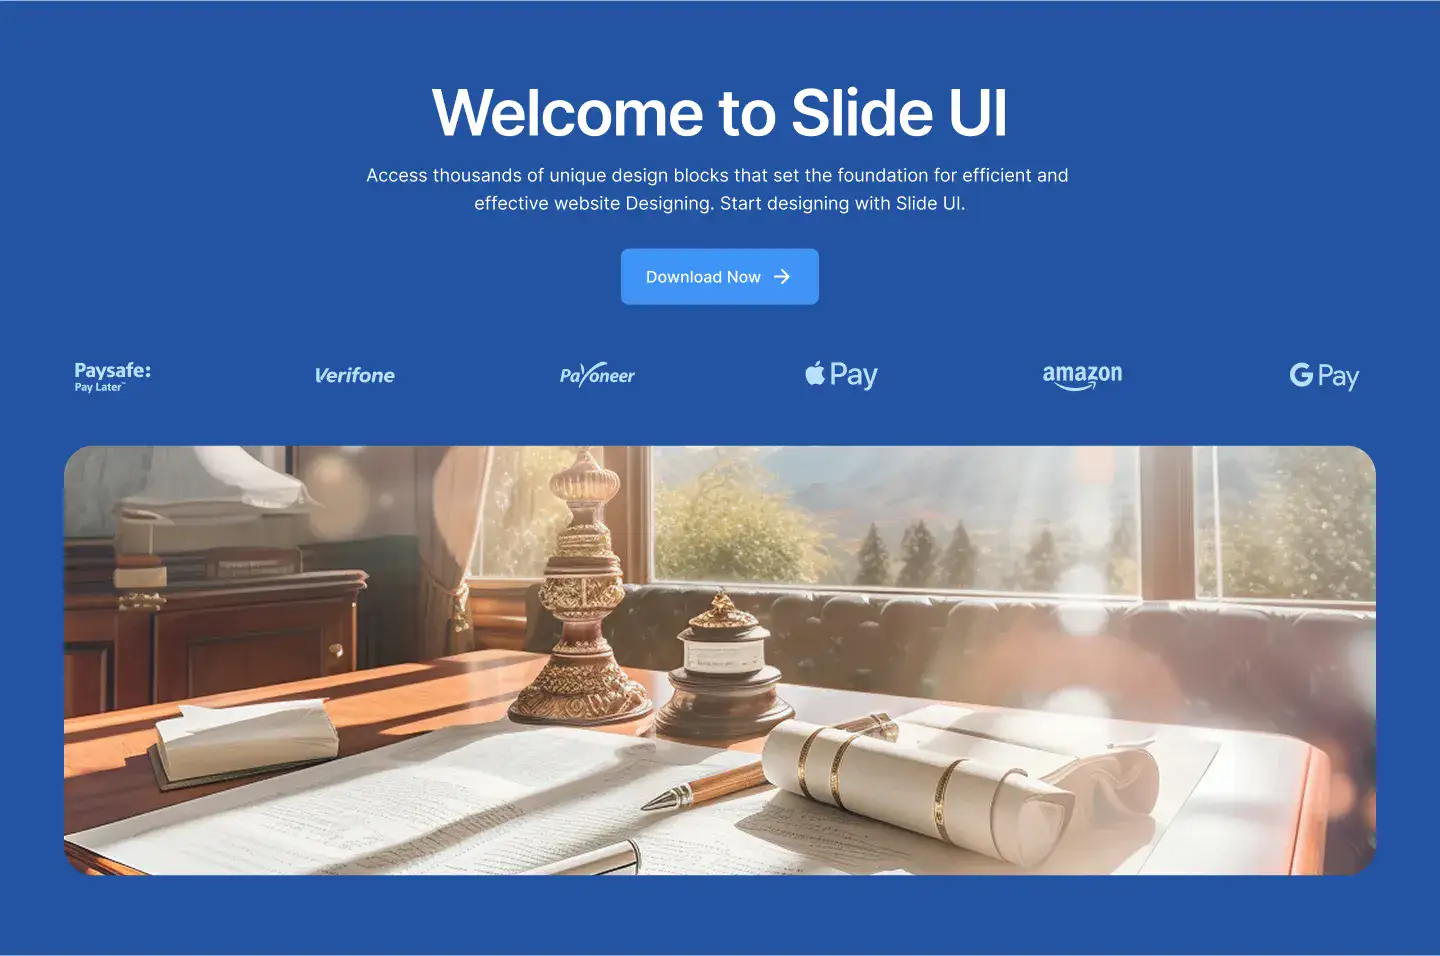 Welcome to Slide UI
Access thousands of unique design blocks that set the foundation for efficient and
effective website Designing. Start designing with Slide UI.
Download Now
Paysafe:
Pay Later™
Verifone
Payoneer
Pay
amazon
G Pay